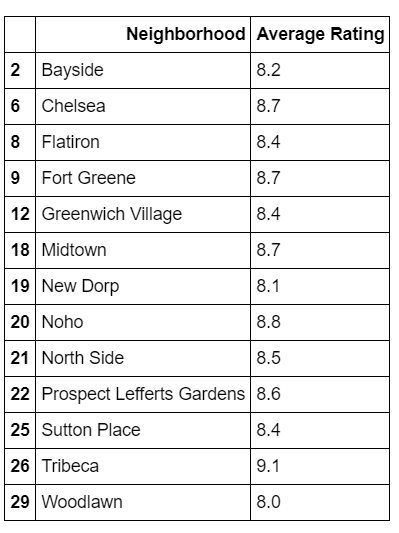 Neighborhood Average Rating
2 Bayside 8.2
6 Chelsea 8.7
8 Flatiron 8.4
9 Fort Greene 8.7
12 Greenwich Village 8.4
18 Midtown 8.7
19 New Dorp 8.1
20 Noho 8.8
21 North Side 8.5
22 Prospect Lefferts Gardens 8.6
25 Sutton Place 8.4
26 Tribeca 9.1
29 Woodlawn 8.0